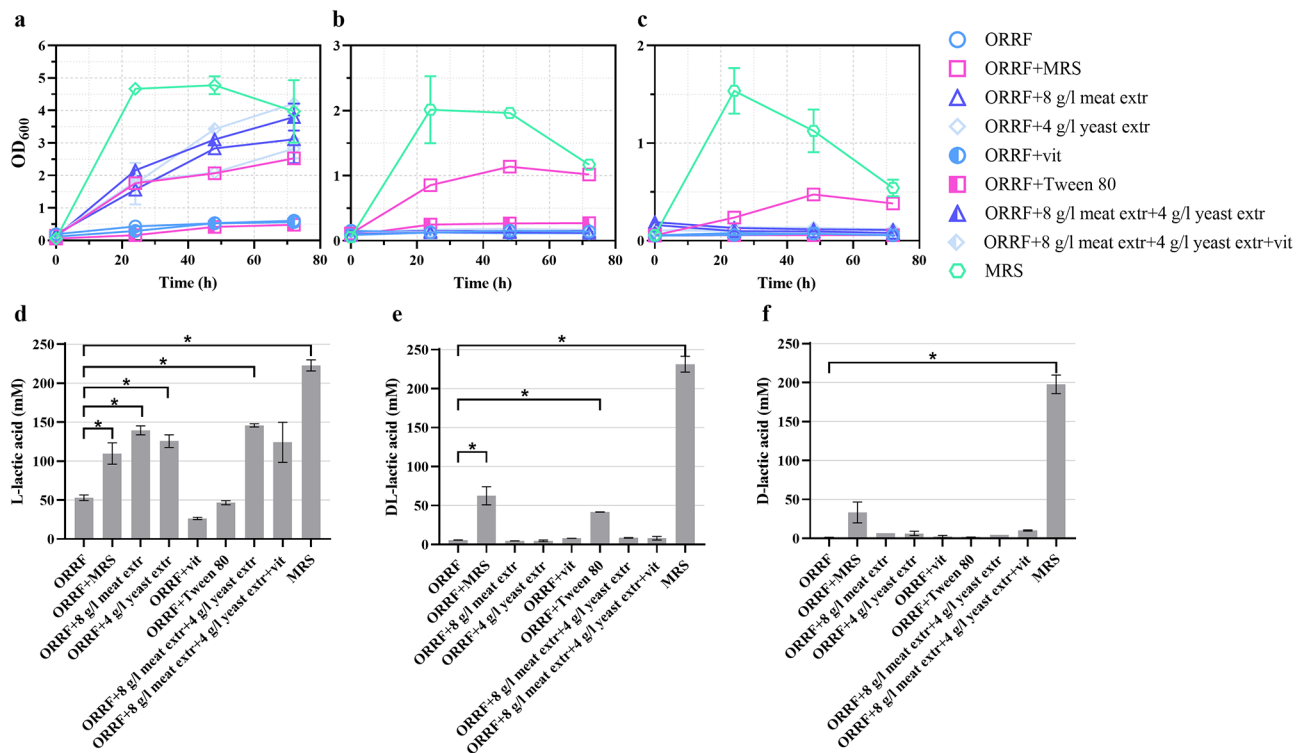 a
b
c
OD600
6
5
4
3
2
1
0
0
20
40
60
80
Time (h)
3
2
1
0
0
20
40
60
80
Time (h)
2
1
0
0
20
40
60
80
Time (h)
ORRF
ORRF+MRS
ORRF+8 g/l meat extr
ORRF+4 g/l yeast extr
ORRF+vit
ORRF+Tween 80
ORRF+8 g/l meat extr+4 g/l yeast extr
ORRF+8 g/l meat extr+4 g/l yeast extr+vit
MRS
d
L-lactic acid (mM)
250
200
150
100
50
0
*
*
*
*
*
ORRF
ORRF+MRS
ORRF+8 g/l meat extr
ORRF+4 g/l yeast extr
ORRF+vit
ORRF+Tween 80
ORRF+8 g/l meat extr+4 g/l yeast extr
ORRF+8 g/l meat extr+4 g/l yeast extr+vit
MRS
e
DL-lactic acid (mM)
250
200
150
100
50
0
*
*
*
ORRF
ORRF+MRS
ORRF+8 g/l meat extr
ORRF+4 g/l yeast extr
ORRF+vit
ORRF+Tween 80
ORRF+8 g/l meat extr+4 g/l yeast extr
ORRF+8 g/l meat extr+4 g/l yeast extr+vit
MRS
f
D-lactic acid (mM)
250
200
150
100
50
0
*
ORRF
ORRF+MRS
ORRF+8 g/l meat extr
ORRF+4 g/l yeast extr
ORRF+vit
ORRF+Tween 80
ORRF+8 g/l meat extr+4 g/l yeast extr
ORRF+8 g/l meat extr+4 g/l yeast extr+vit
MRS